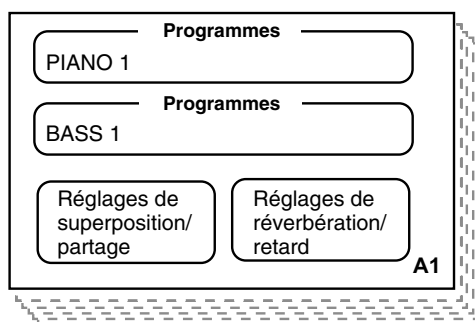 Programmes
PIANO 1
Programmes
BASS 1
Réglages de
superposition/
partage
Réglages de
réverbération/
retard
A1